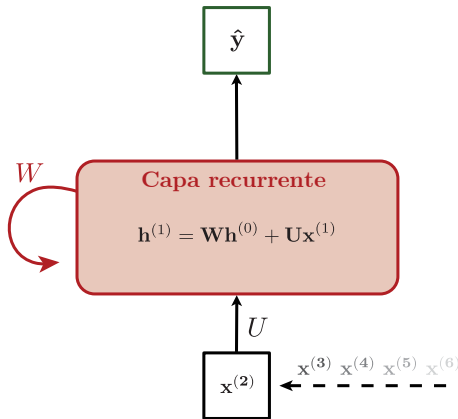 ŷ
W
Capa recurrente
h^(1) = Wh^(0) + Ux^(1)
U
x^(3) x^(4) x^(5) x^(6)
x^(2)